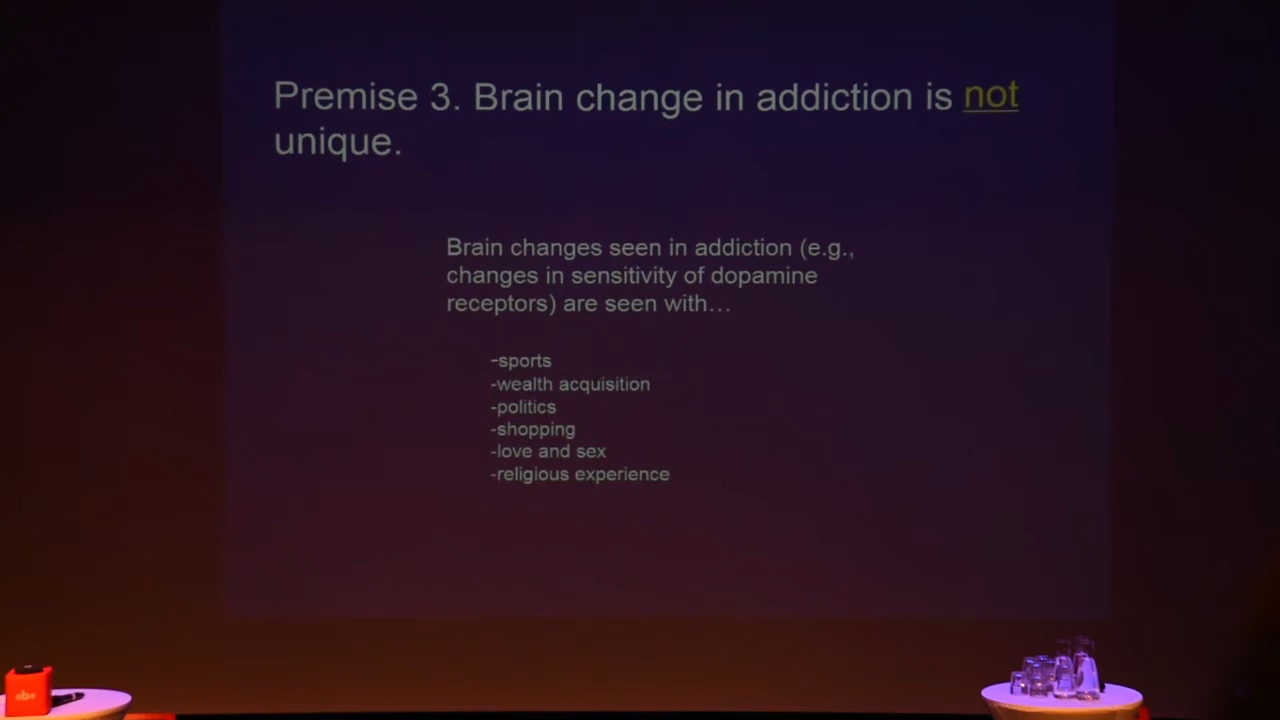 Premise 3. Brain change in addiction is not
unique.
Brain changes seen in addiction (e.g.,
changes in sensitivity of dopamine
receptors) are seen with…
-sports
-wealth acquisition
-politics
-shopping
-love and sex
-religious experience